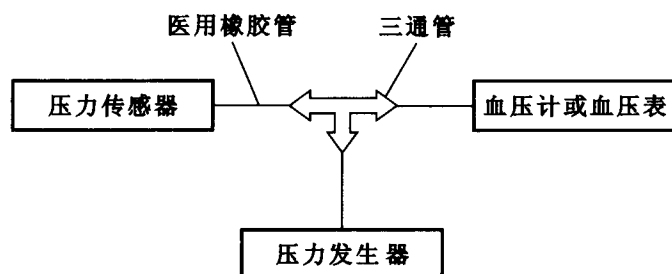 医用橡胶管
三通管
压力传感器
血压计或血压表
压力发生器